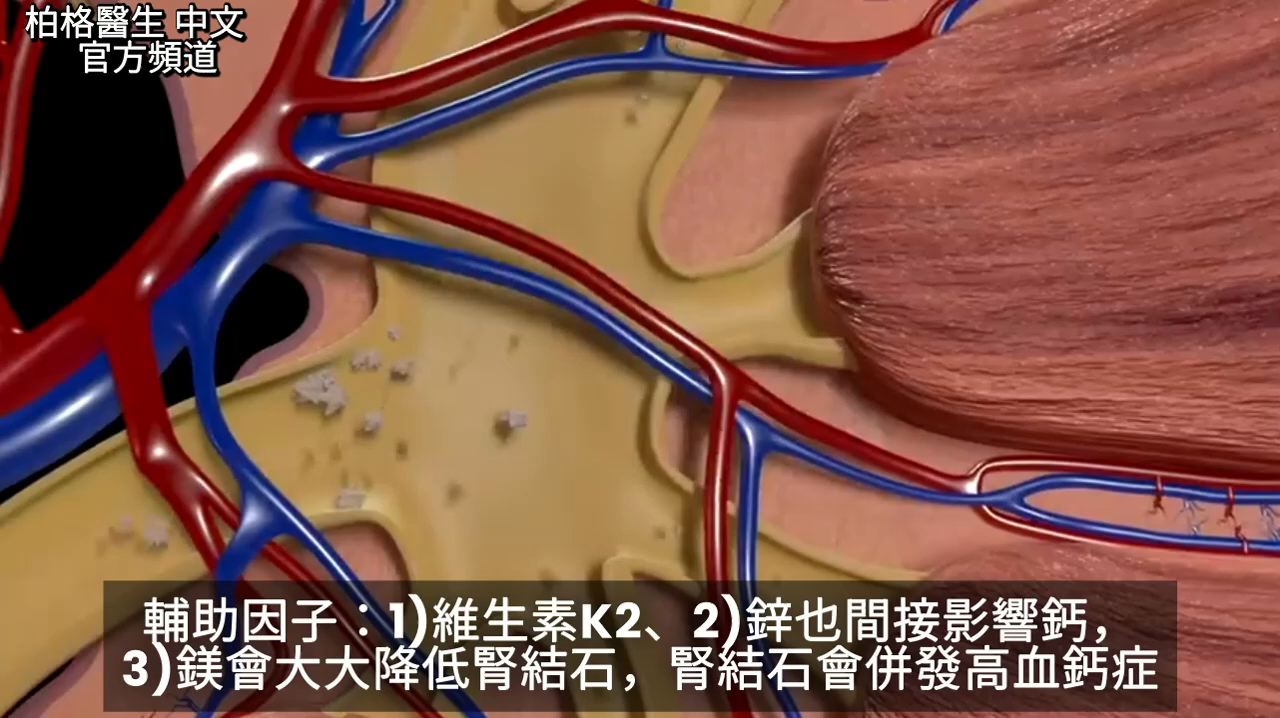 柏格醫生 中文
官方頻道
輔助因子：1)維生素K2、2)鋅也間接影響鈣，
3)鎂會大大降低腎結石，腎結石會併發高血鈣症